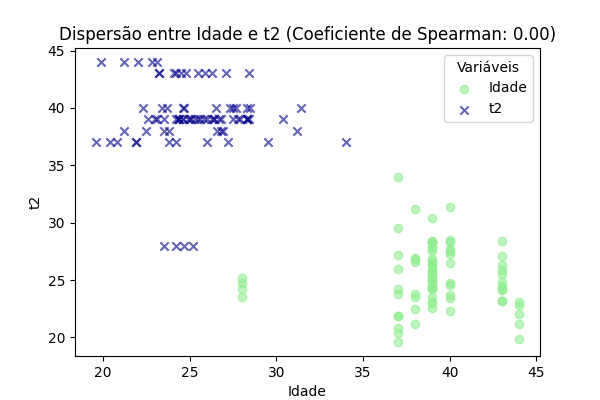 Dispersão entre Idade e t2 (Coeficiente de Spearman: 0.00)
45
40
35
30
25
20
t2
Variáveis
Idade
t2
20
25
30
35
40
45
Idade